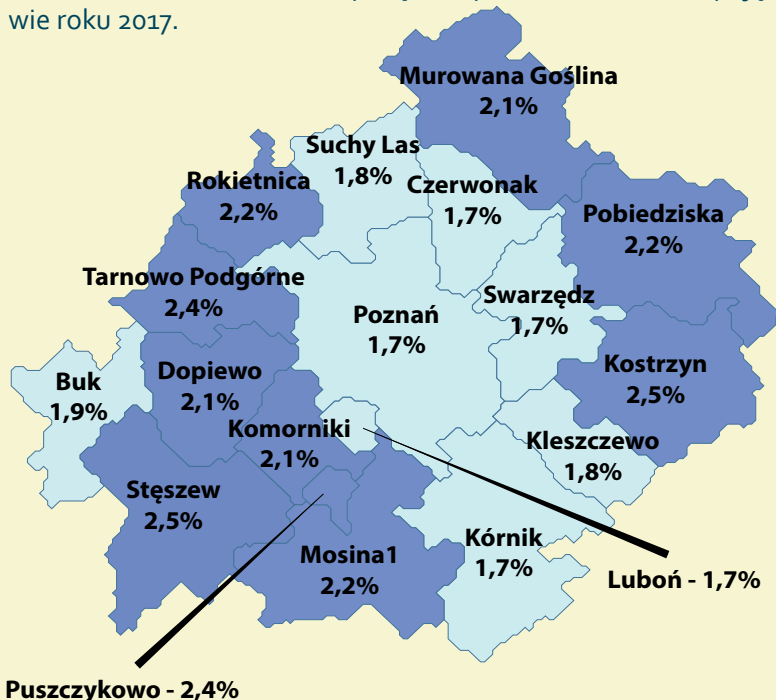 wie roku 2017.
Murowana Goślina
2,1%
Suchy Las
1,8%
Czerwonak
1,7%
Rokietnica
2,2%
Pobiedziska
2,2%
Tarnowo Podgórne
2,4%
Swarzędz
1,7%
Poznań
1,7%
Kostrzyn
2,5%
Buk
1,9%
Dopiewo
2,1%
Komorniki
2,1%
Kleszczewo
1,8%
Stęszew
2,5%
Kórnik
1,7%
Mosina1
2,2%
Luboń - 1,7%
Puszczykowo - 2,4%